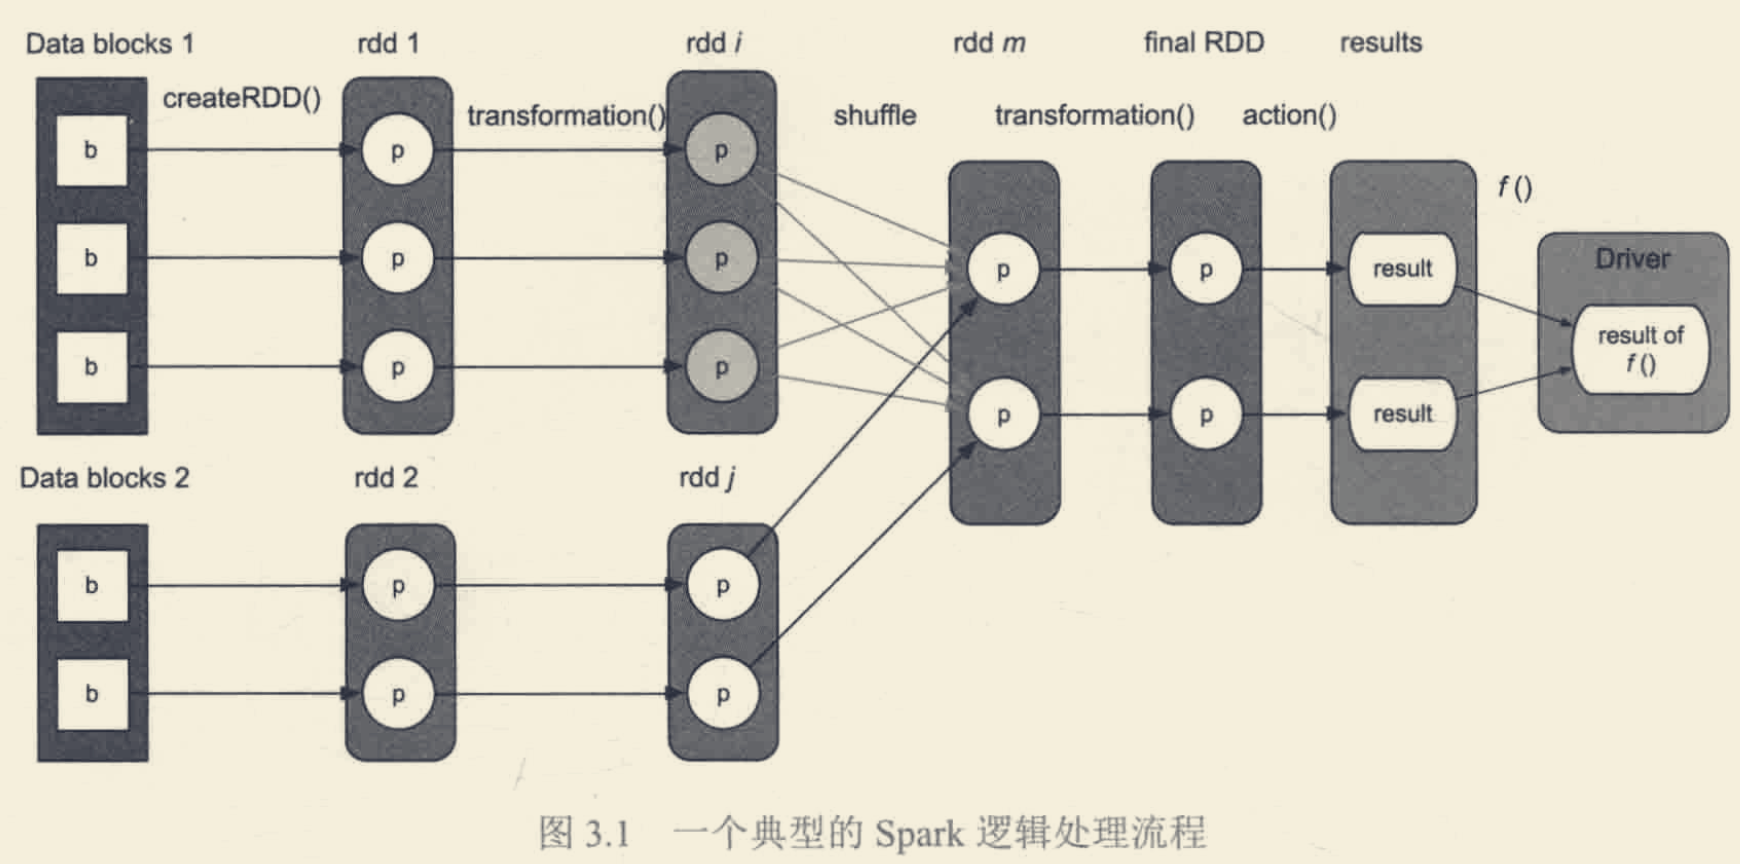 Data blocks 1
rdd 1
rdd i
rdd m
final RDD
results
createRDD()
transformation()
shuffle
transformation()
action()
f ()
b
p
p
b
p
p
b
p
p
p
p
result
p
p
result
Driver
result of
f ()
Data blocks 2
rdd 2
rdd j
b
p
p
b
p
p
图 3.1 一个典型的 Spark 逻辑处理流程